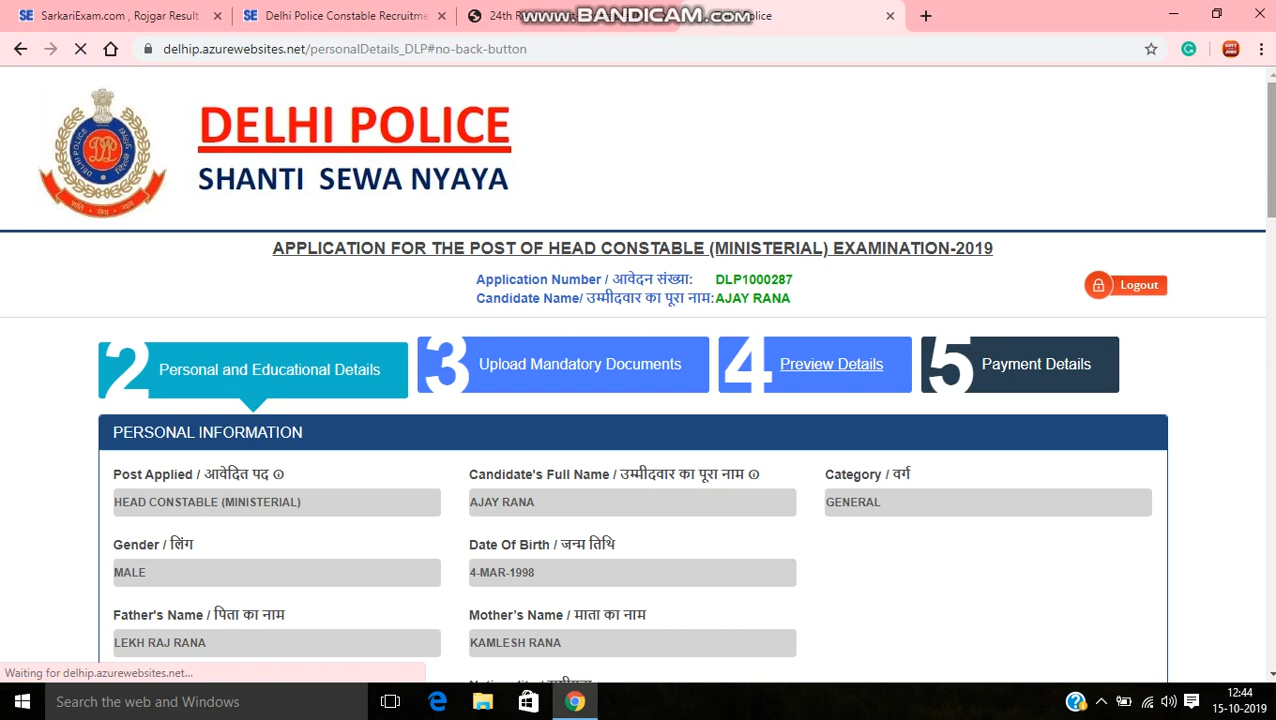 SarkariExam.com , Rojgar Result
Delhi Police Constable Recruitme
24th
www.BANDICAM.com
lice
delhip.azurewebsites.net/personalDetails_DLP#no-back-button
DELHI POLICE
SHANTI SEWA NYAYA
APPLICATION FOR THE POST OF HEAD CONSTABLE (MINISTERIAL) EXAMINATION-2019
Application Number / आवेदन संख्या: DLP1000287
Candidate Name/ उम्मीदवार का पूरा नाम: AJAY RANA
Logout
2 Personal and Educational Details
3 Upload Mandatory Documents
4 Preview Details
5 Payment Details
PERSONAL INFORMATION
Post Applied / आवेदित पद
Candidate's Full Name / उम्मीदवार का पूरा नाम
Category / वर्ग
HEAD CONSTABLE (MINISTERIAL)
AJAY RANA
GENERAL
Gender / लिंग
Date Of Birth / जन्म तिथि
MALE
4-MAR-1998
Father's Name / पिता का नाम
Mother's Name / माता का नाम
LEKH RAJ RANA
KAMLESH RANA
Waiting for delhip.azurewebsites.net...
Search the web and Windows
12:44
15-10-2019